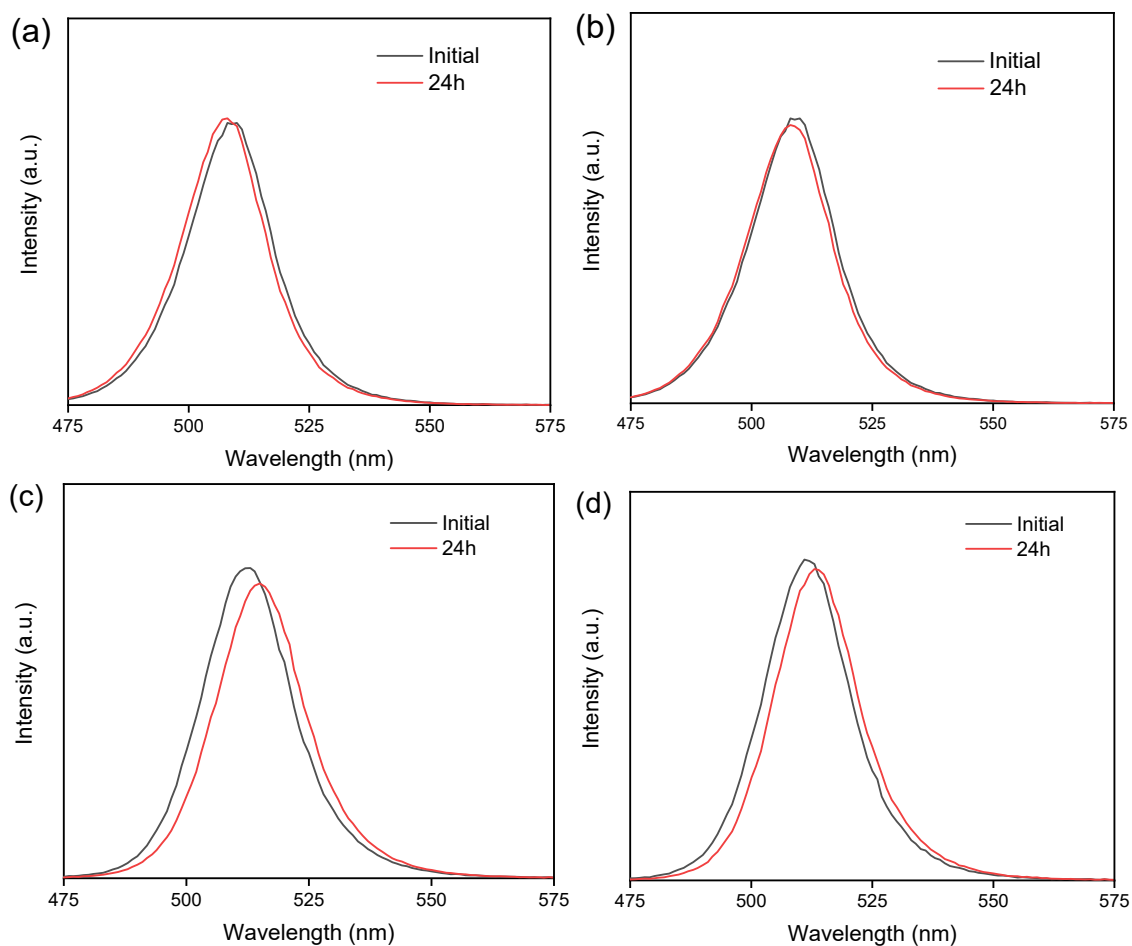 (a)
Initial
24h
Intensity (a.u.)
475 500 525 550 575
Wavelength (nm)
(b)
Initial
24h
Intensity (a.u.)
475 500 525 550 575
Wavelength (nm)
(c)
Initial
24h
Intensity (a.u.)
475 500 525 550 575
Wavelength (nm)
(d)
Initial
24h
Intensity (a.u.)
475 500 525 550 575
Wavelength (nm)